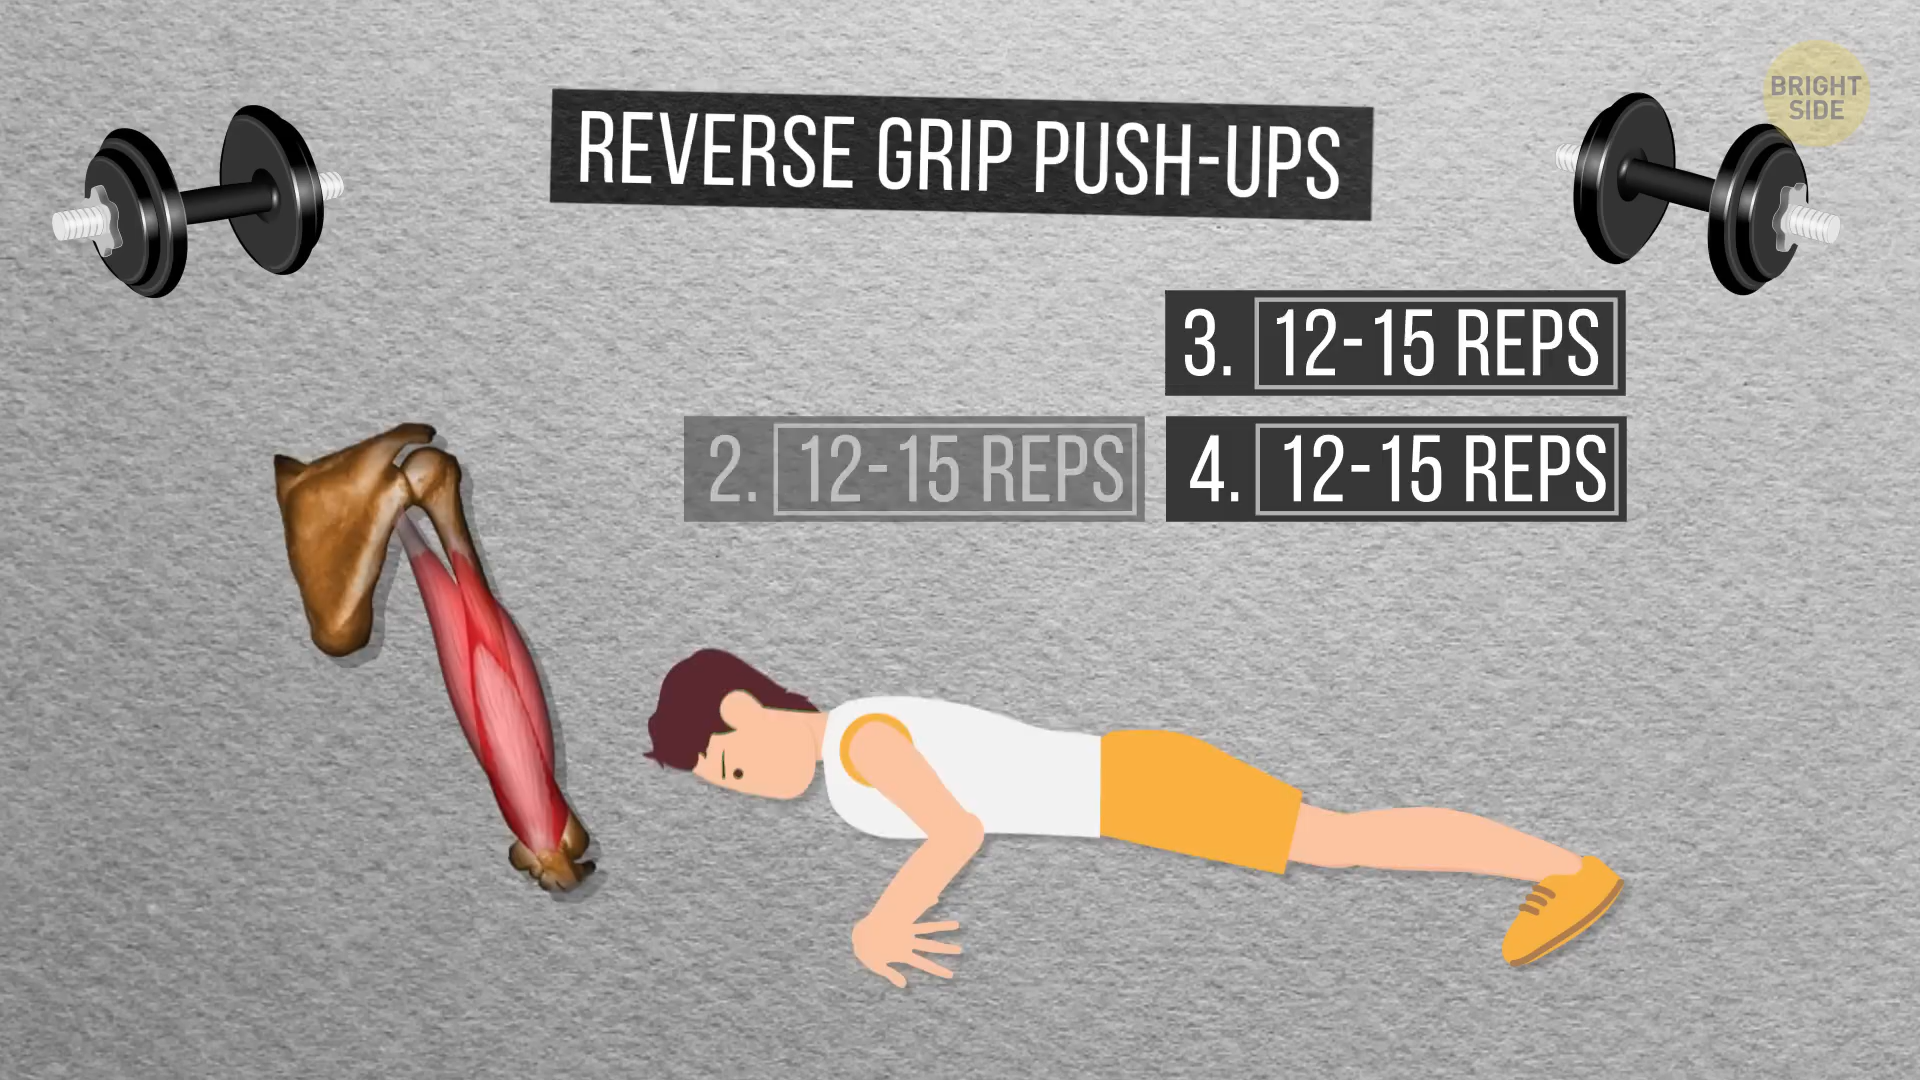 BRIGHT
SIDE
REVERSE GRIP PUSH-UPS
3. 12-15 REPS
2. 12-15 REPS
4. 12-15 REPS